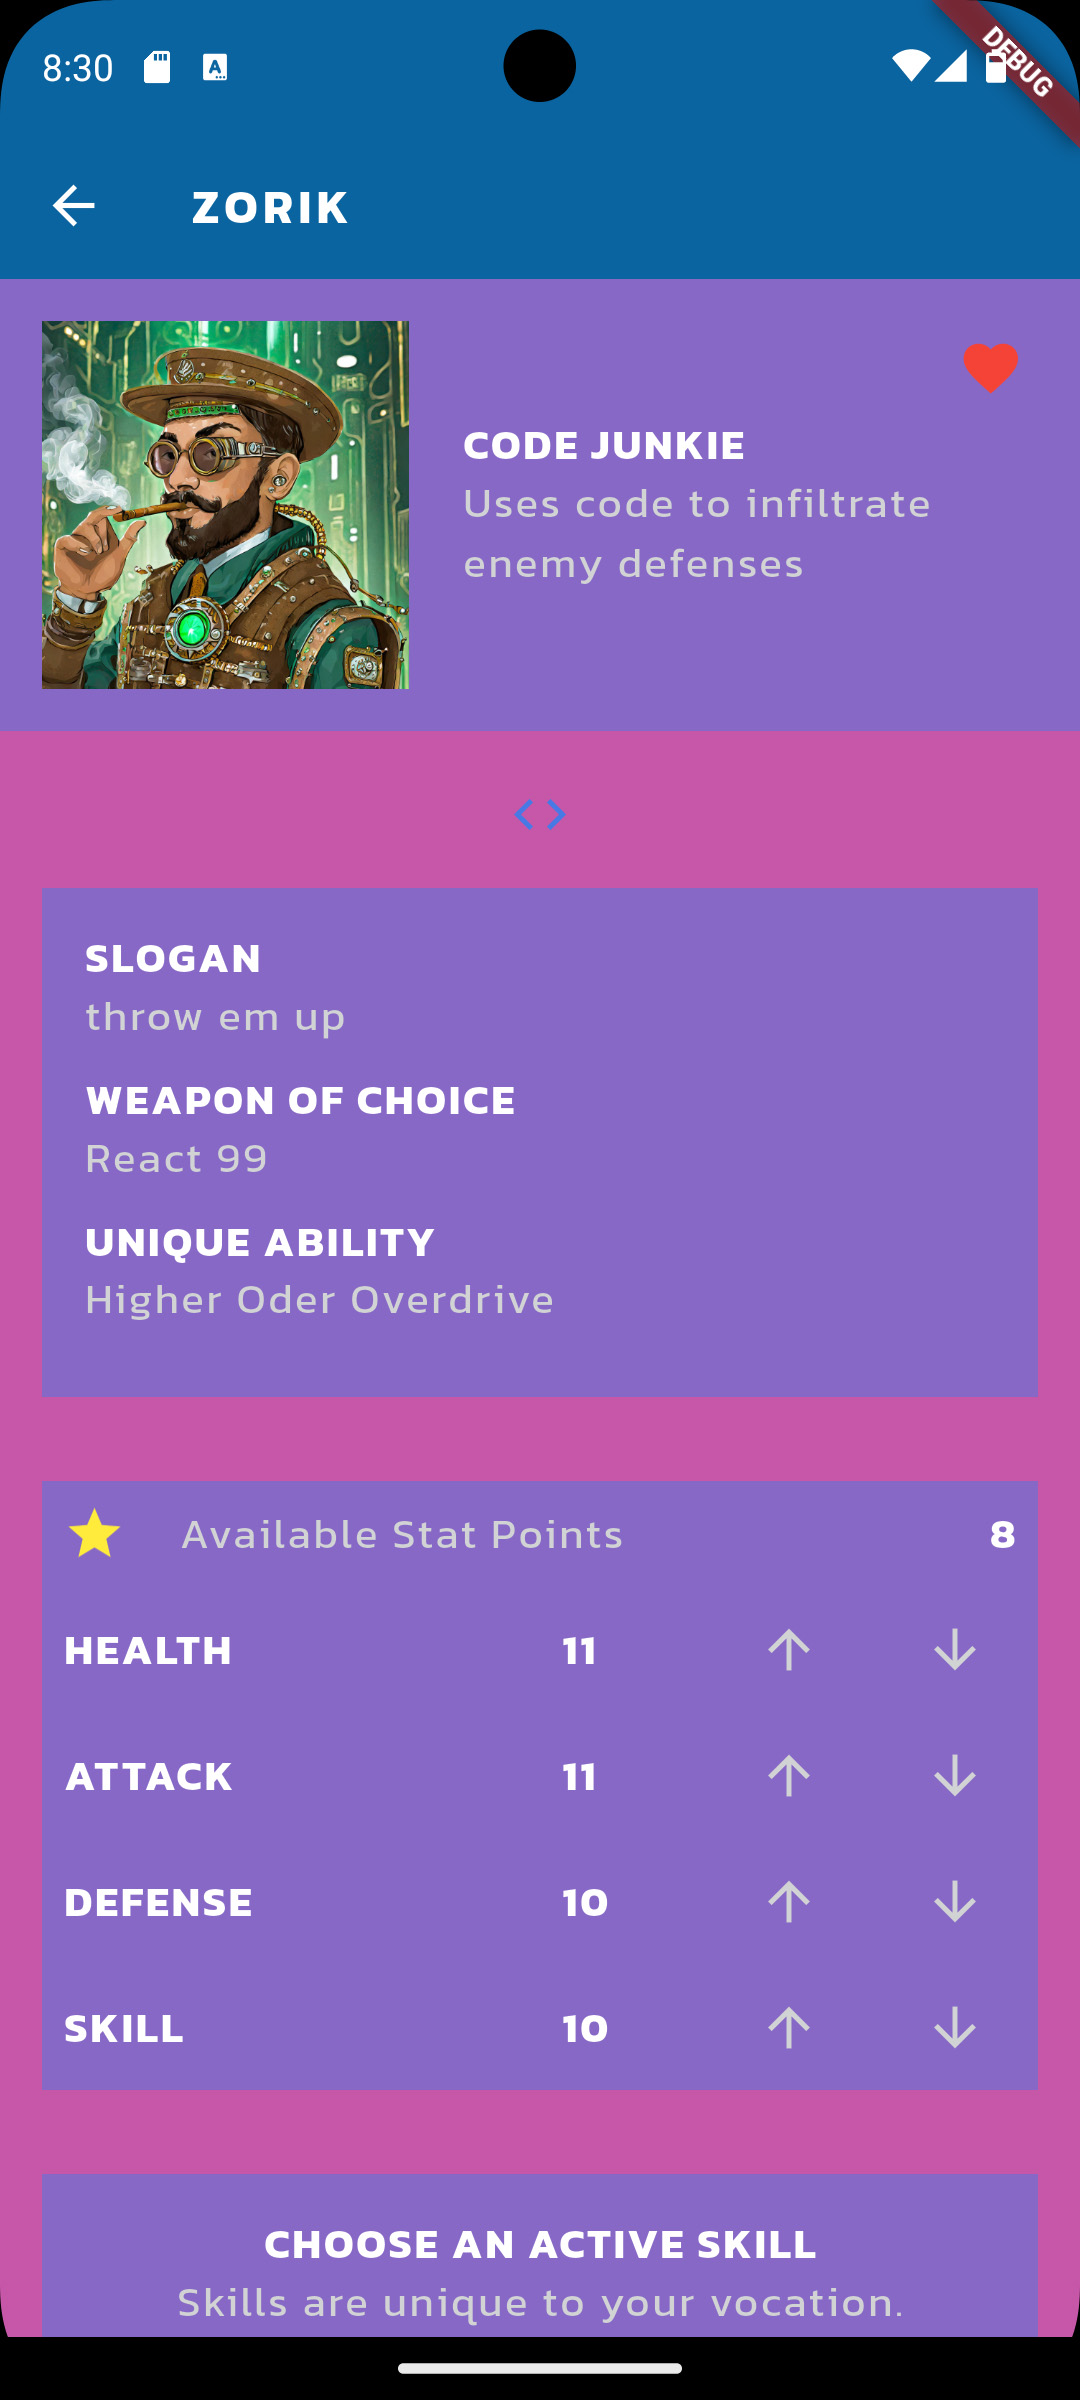 8:30
DEBUG
ZORIK
CODE JUNKIE
Uses code to infiltrate
enemy defenses
SLOGAN
throw em up
WEAPON OF CHOICE
React 99
UNIQUE ABILITY
Higher Oder Overdrive
Available Stat Points 8
HEALTH 11
ATTACK 11
DEFENSE 10
SKILL 10
CHOOSE AN ACTIVE SKILL
Skills are unique to your vocation.